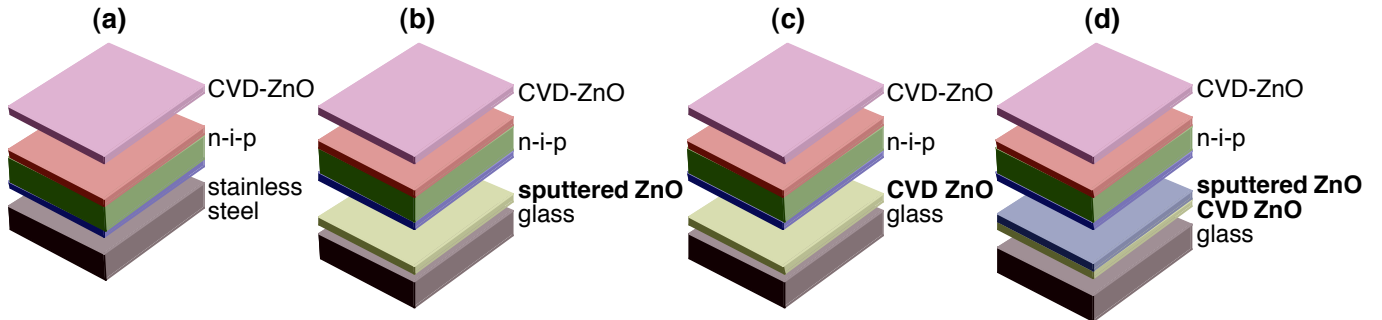 (a)
CVD-ZnO
n-i-p
stainless
steel
(b)
CVD-ZnO
n-i-p
sputtered ZnO
glass
(c)
CVD-ZnO
n-i-p
CVD ZnO
glass
(d)
CVD-ZnO
n-i-p
sputtered ZnO
CVD ZnO
glass